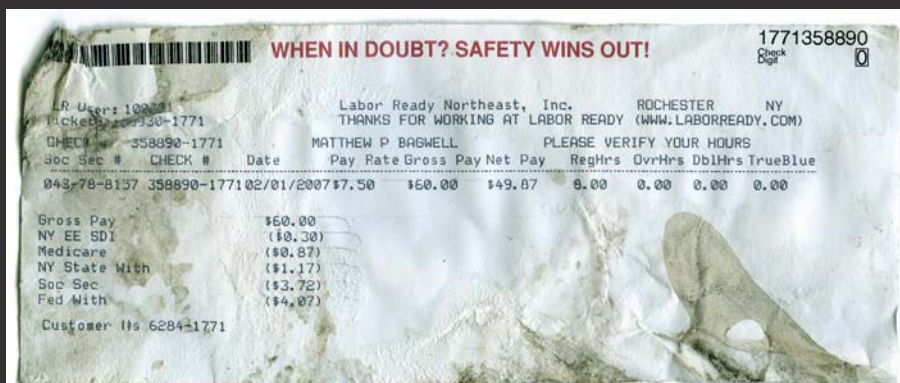 WHEN IN DOUBT? SAFETY WINS OUT!
1771358890
Check
Digit
0
LR User: Labor Ready Northeast, Inc. ROCHESTER NY
THANKS FOR WORKING AT LABOR READY (WWW.LABORREADY.COM)
358890-1771 MATTHEW P BAGWELL PLEASE VERIFY YOUR HOURS
Soc Sec # CHECK # Date Pay Rate Gross Pay Net Pay RegHrs OvrHrs DblHrs TrueBlue
358890-1771 02/01/2007 $7.50 $60.00 $49.87 8.00 0.00 0.00 0.00
Gross Pay $60.00
NY EE SDI ($0.30)
Medicare ($0.87)
NY State With ($1.17)
Soc Sec ($3.72)
Fed With ($4.07)
Customer 6284-1771